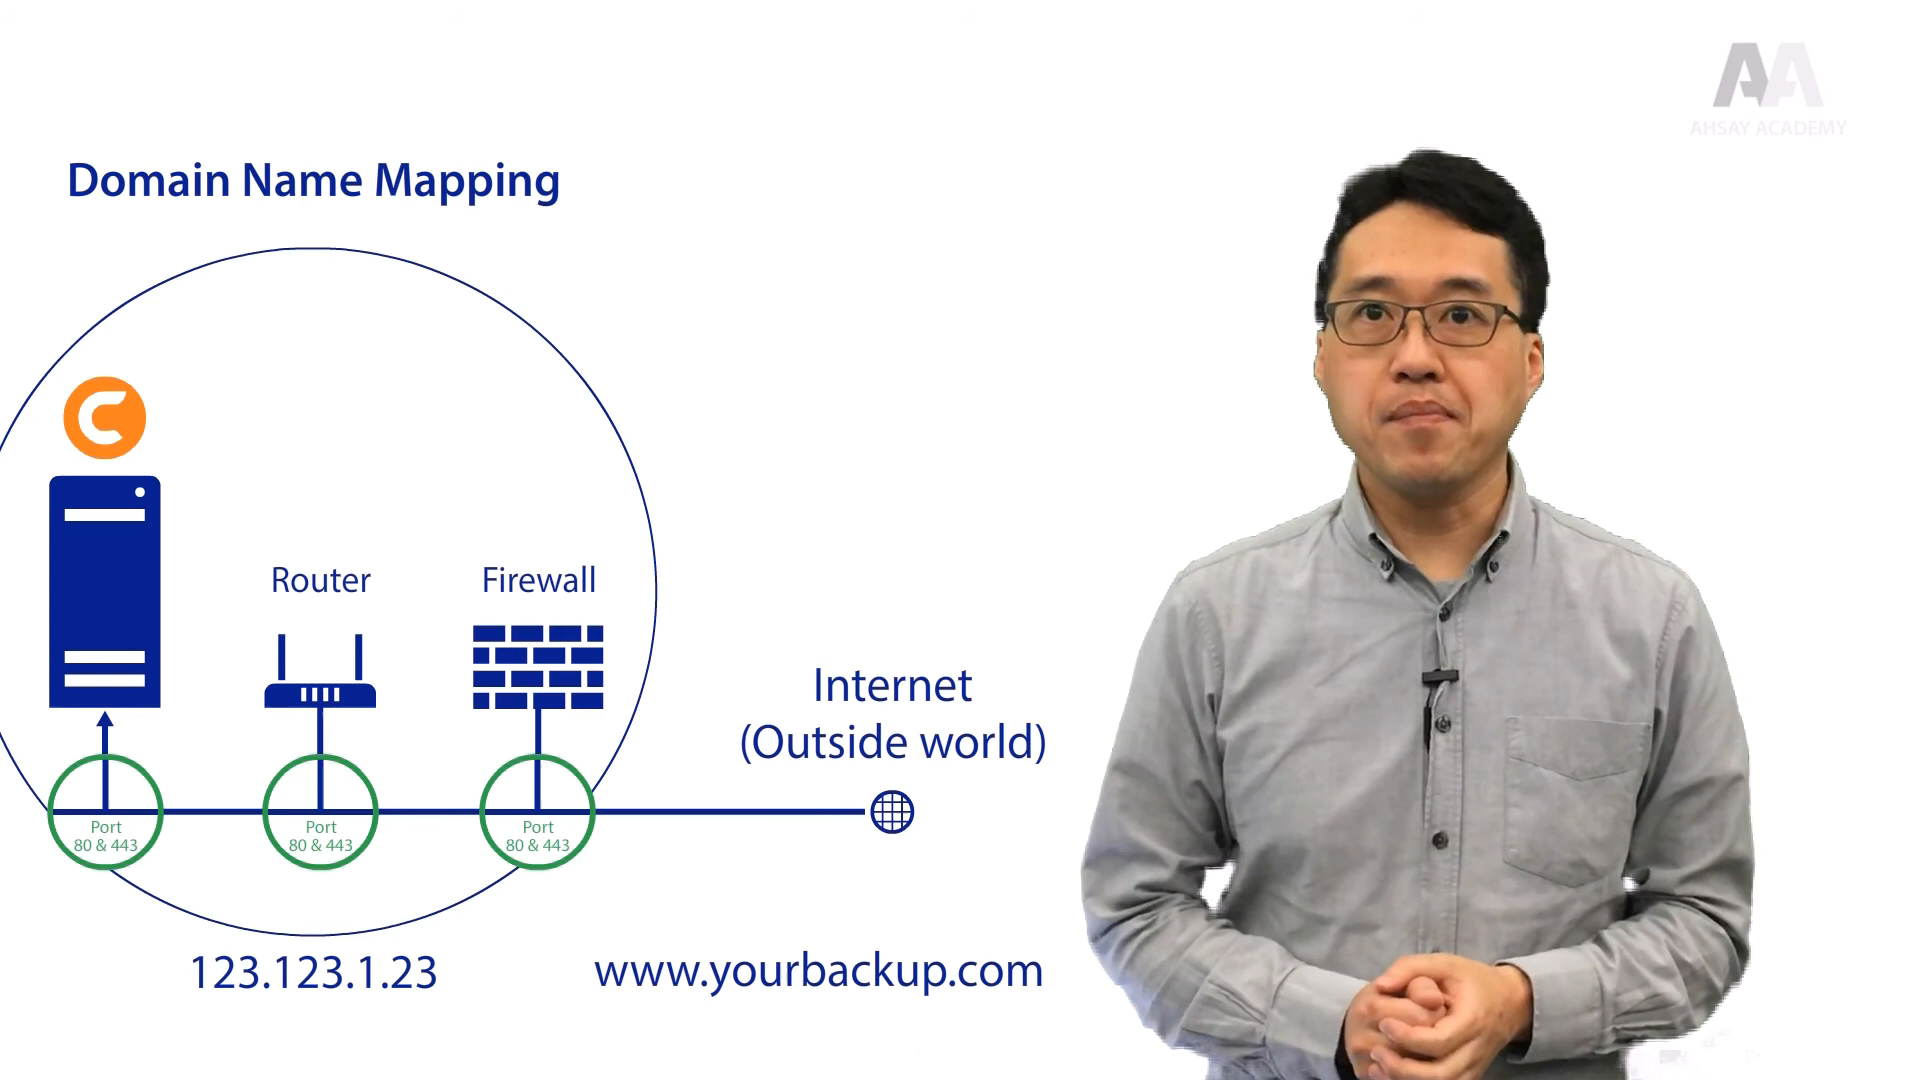 AHSAY ACADEMY
Domain Name Mapping
Router
Firewall
Internet
(Outside world)
Port
80 & 443
Port
80 & 443
Port
80 & 443
123.123.1.23
www.yourbackup.com